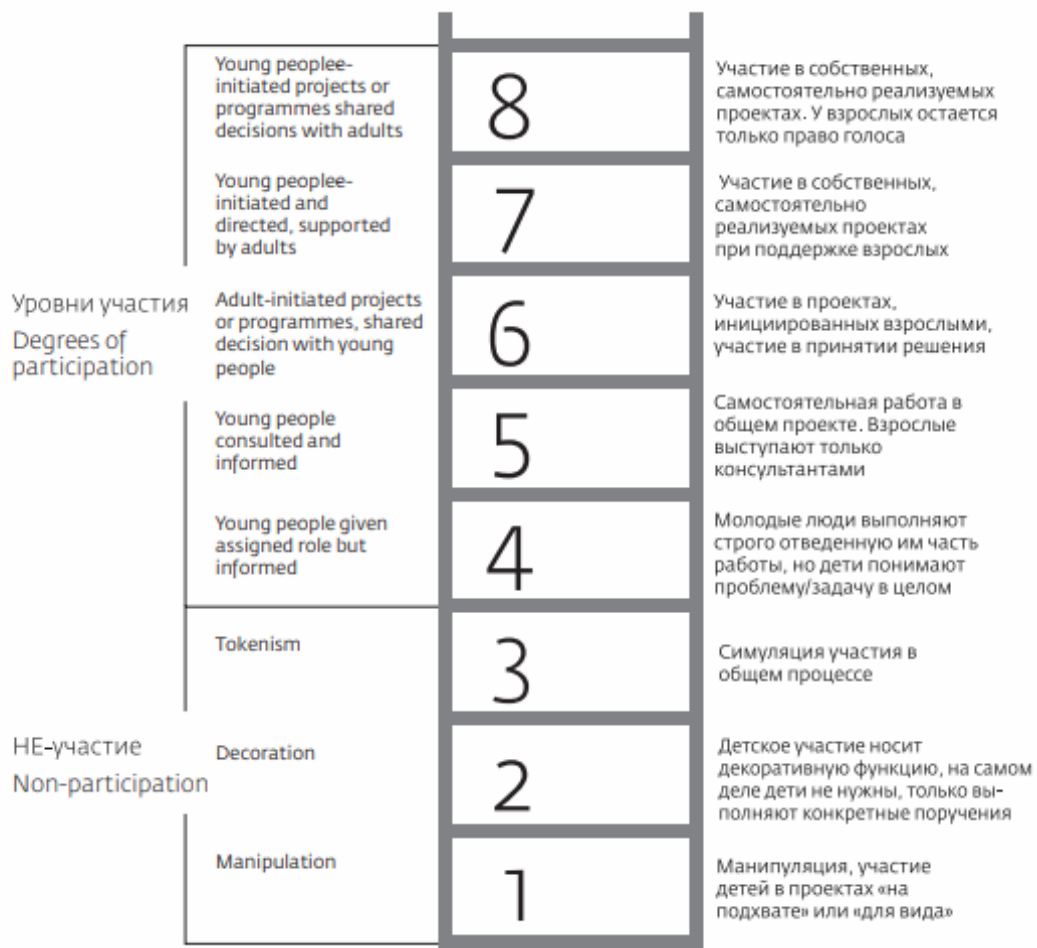 Young peoplee-
initiated projects or
programmes shared
decisions with adults
8
Участие в собственных,
самостоятельно реализуемых
проектах. У взрослых остается
только право голоса
Young peoplee-
initiated and
directed, supported
by adults
7
Участие в собственных,
самостоятельно
реализуемых проектах
при поддержке взрослых
Уровни участия
Degrees of
participation
Adult-initiated projects
or programmes, shared
decision with young
people
6
Участие в проектах,
инициированных взрослыми,
участие в принятии решения
Young people
consulted and
informed
5
Самостоятельная работа в
общем проекте. Взрослые
выступают только
консультантами
Young people given
assigned role but
informed
4
Молодые люди выполняют
строго отведенную им часть
работы, но дети понимают
проблему/задачу в целом
Tokenism
3
Симуляция участия в
общем процессе
НЕ-участие
Non-participation
Decoration
2
Детское участие носит
декоративную функцию, на самом
деле дети не нужны, только вы-
полняют конкретные поручения
Manipulation
1
Манипуляция, участие
детей в проектах «на
подхвате» или «для вида»